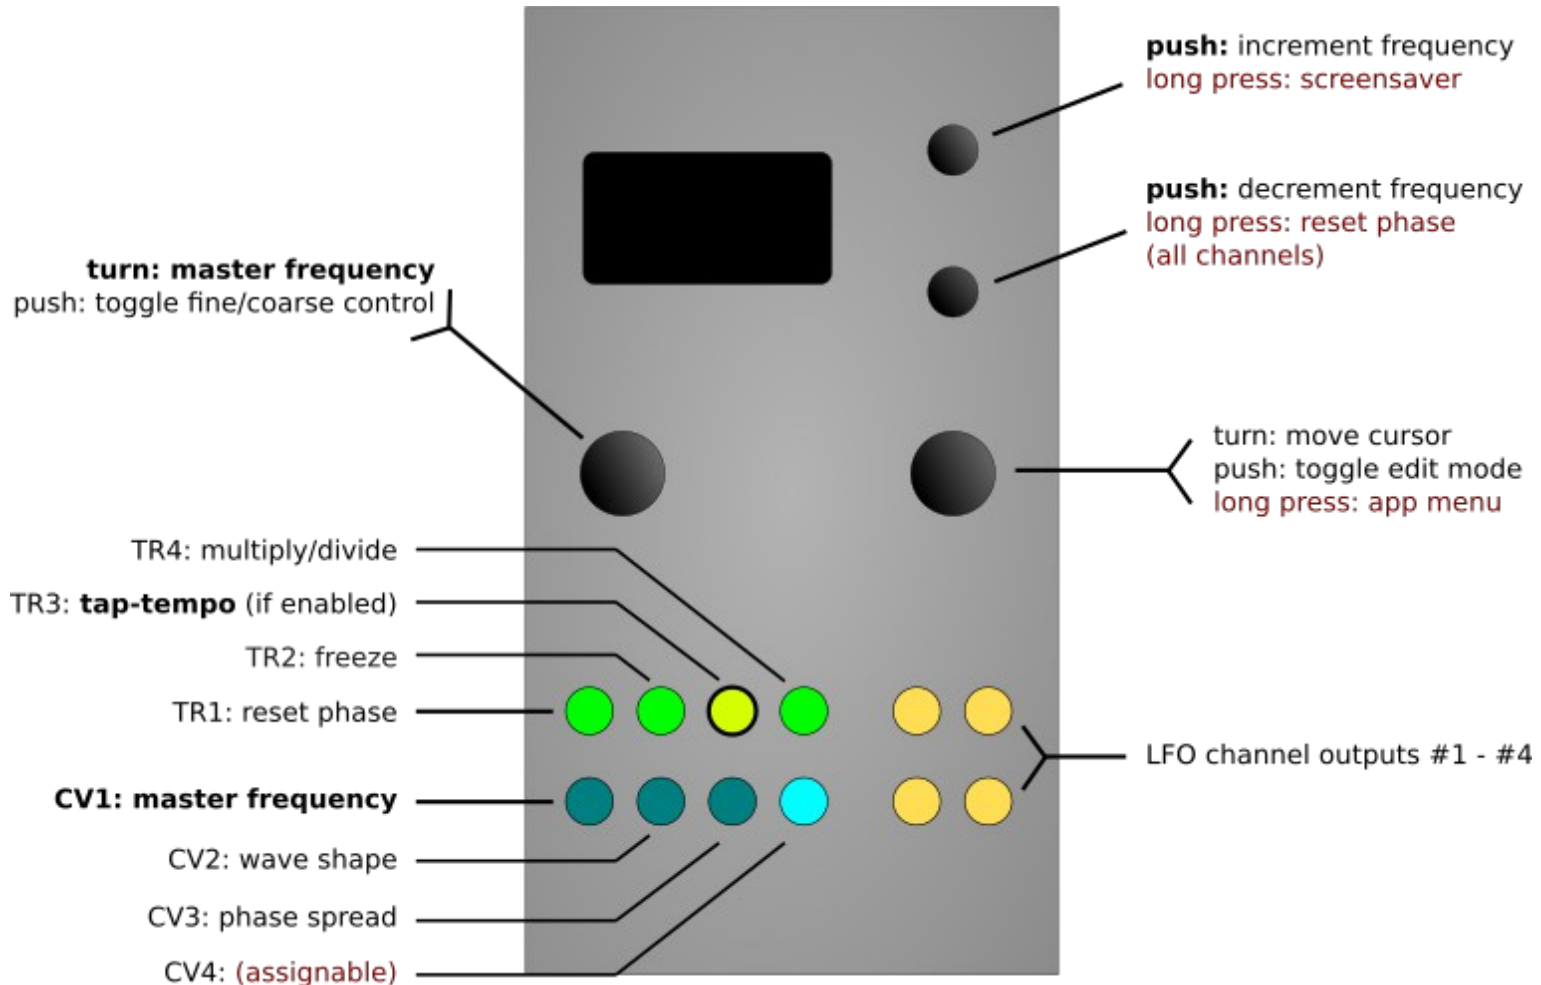 push: increment frequency
long press: screensaver
push: decrement frequency
long press: reset phase
(all channels)
turn: master frequency
push: toggle fine/coarse control
turn: move cursor
push: toggle edit mode
long press: app menu
TR4: multiply/divide
TR3: tap-tempo (if enabled)
TR2: freeze
TR1: reset phase
LFO channel outputs #1 - #4
CV1: master frequency
CV2: wave shape
CV3: phase spread
CV4: (assignable)